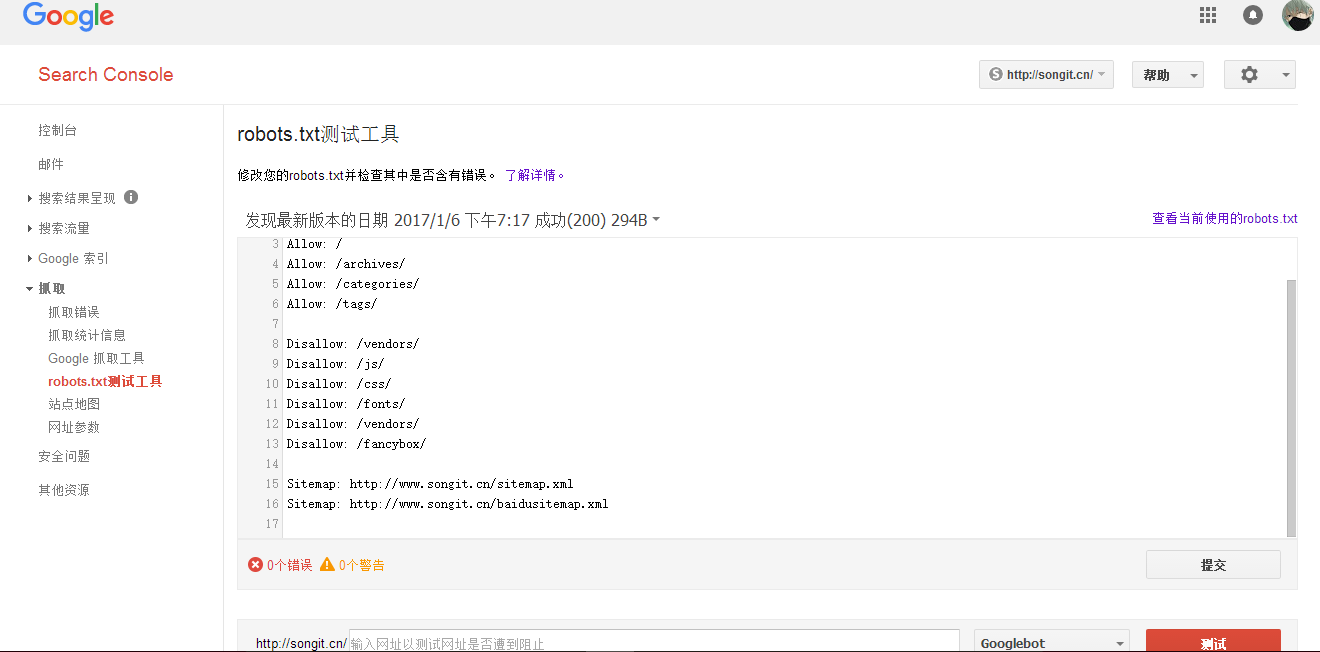 Google
Search Console
http://songit.cn/
帮助
控制台
邮件
搜索结果呈现
搜索流量
Google 索引
抓取
抓取错误
抓取统计信息
Google 抓取工具
robots.txt测试工具
站点地图
网址参数
安全问题
其他资源
robots.txt测试工具
修改您的robots.txt并检查其中是否含有错误。 了解详情。
发现最新版本的日期 2017/1/6 下午7:17 成功(200) 294B
查看当前使用的robots.txt
3 Allow: /
4 Allow: /archives/
5 Allow: /categories/
6 Allow: /tags/
7
8 Disallow: /vendors/
9 Disallow: /js/
10 Disallow: /css/
11 Disallow: /fonts/
12 Disallow: /vendors/
13 Disallow: /fancybox/
14
15 Sitemap: http://www.songit.cn/sitemap.xml
16 Sitemap: http://www.songit.cn/baidusitemap.xml
17
0个错误 0个警告
提交
http://songit.cn/ 输入网址以测试网址是否遭到阻止 Googlebot 测试